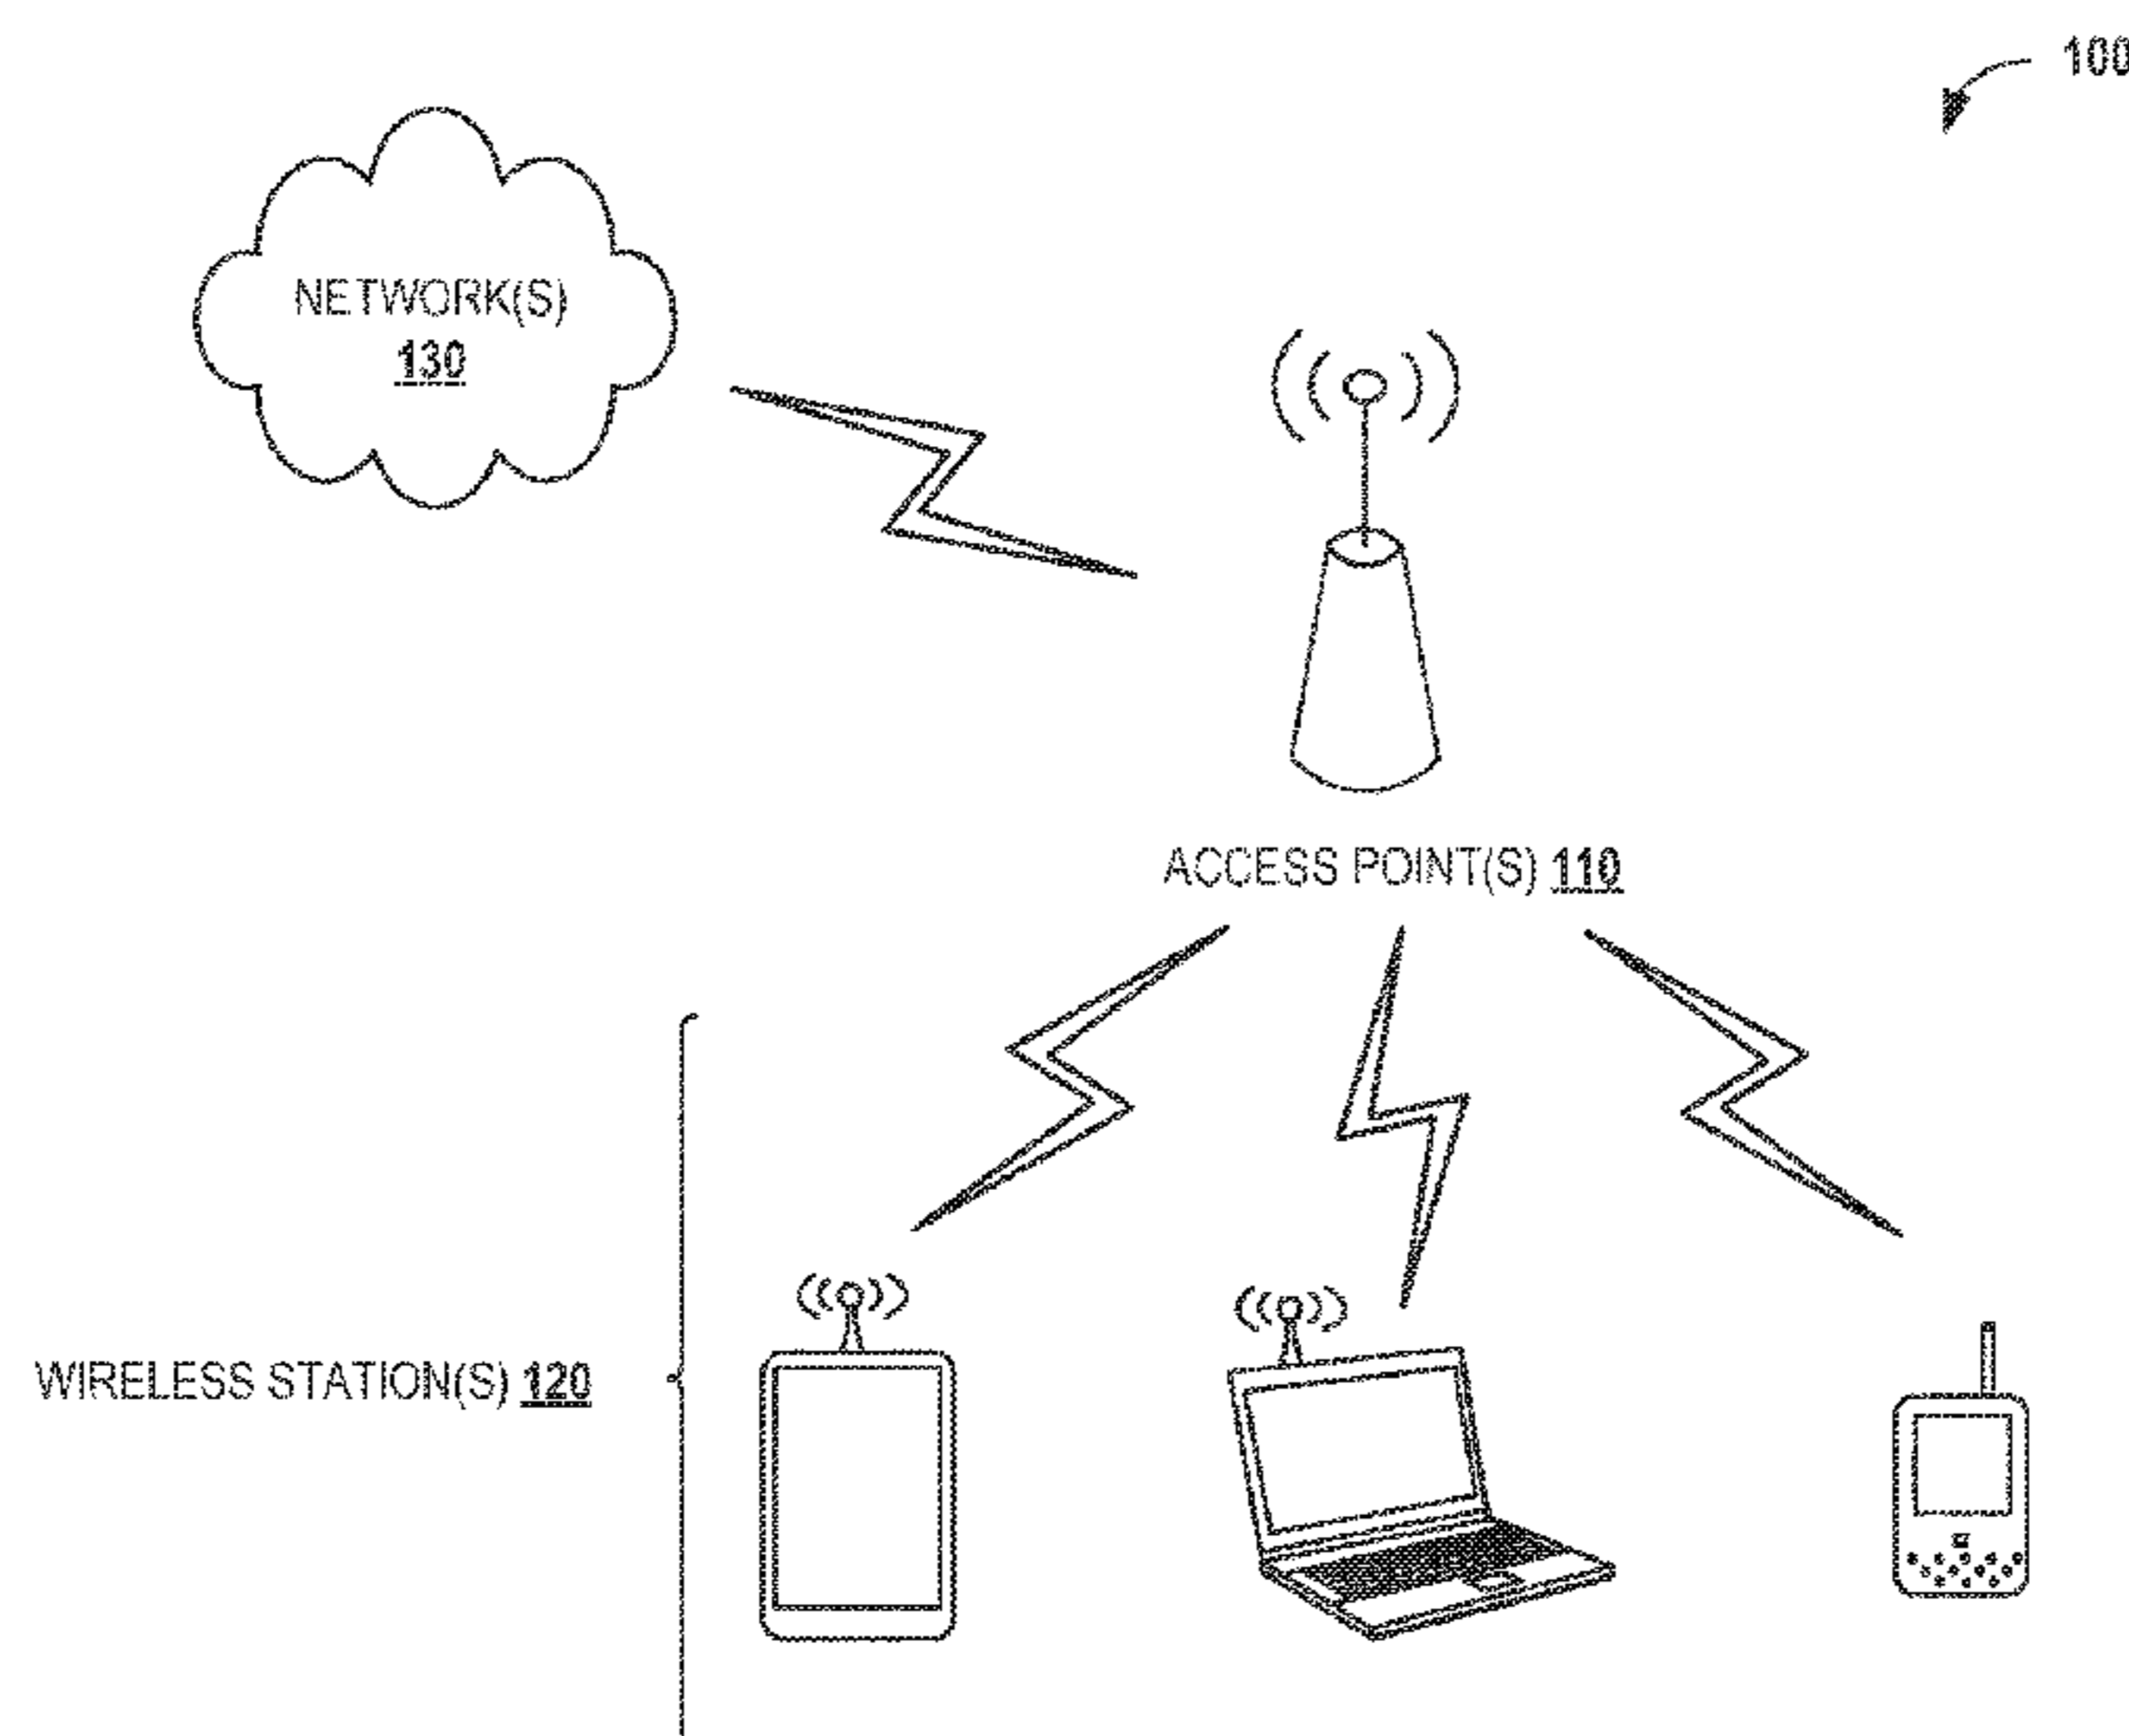 100
NETWORK(S)
130
ACCESS POINT(S) 110
WIRELESS STATION(S) 120